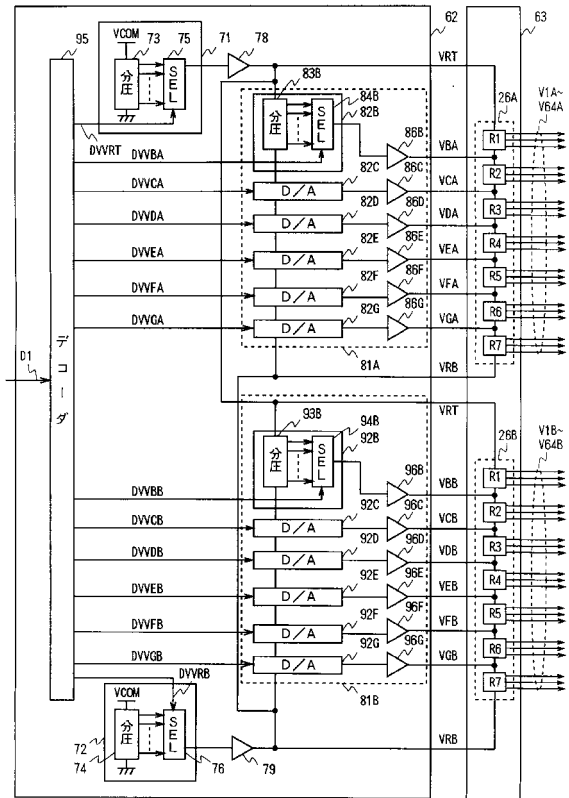 62
63
95
VCOM
73
75
71
78
VRT
分圧
SEL
83B
84B
82B
26A
V1A~
V64A
DVVRT
分圧
SEL
86B
R1
DVVBA
82C
86C
VBA
R2
DVVCA
D/A
82D
86D
VCA
R3
DVVDA
D/A
82E
86E
VDA
R4
DVVEA
D/A
82F
86F
VEA
R5
DVVFA
D/A
82G
86G
VFA
R6
DVVGA
D/A
VGA
R7
D1
デコーダ
81A
VRB
93B
VRT
94B
92B
26B
V1B~
V64B
分圧
SEL
96B
R1
DVVBB
92C
96C
VBB
R2
DVVCB
D/A
92D
96D
VCB
R3
DVVDB
D/A
92E
96E
VDB
R4
DVVEB
D/A
92F
96F
VEB
R5
DVVFB
D/A
92G
96G
VFB
R6
DVVGB
D/A
VGB
R7
DVVRB
81B
VCOM
72
分圧
SEL
VRB
74
76
79